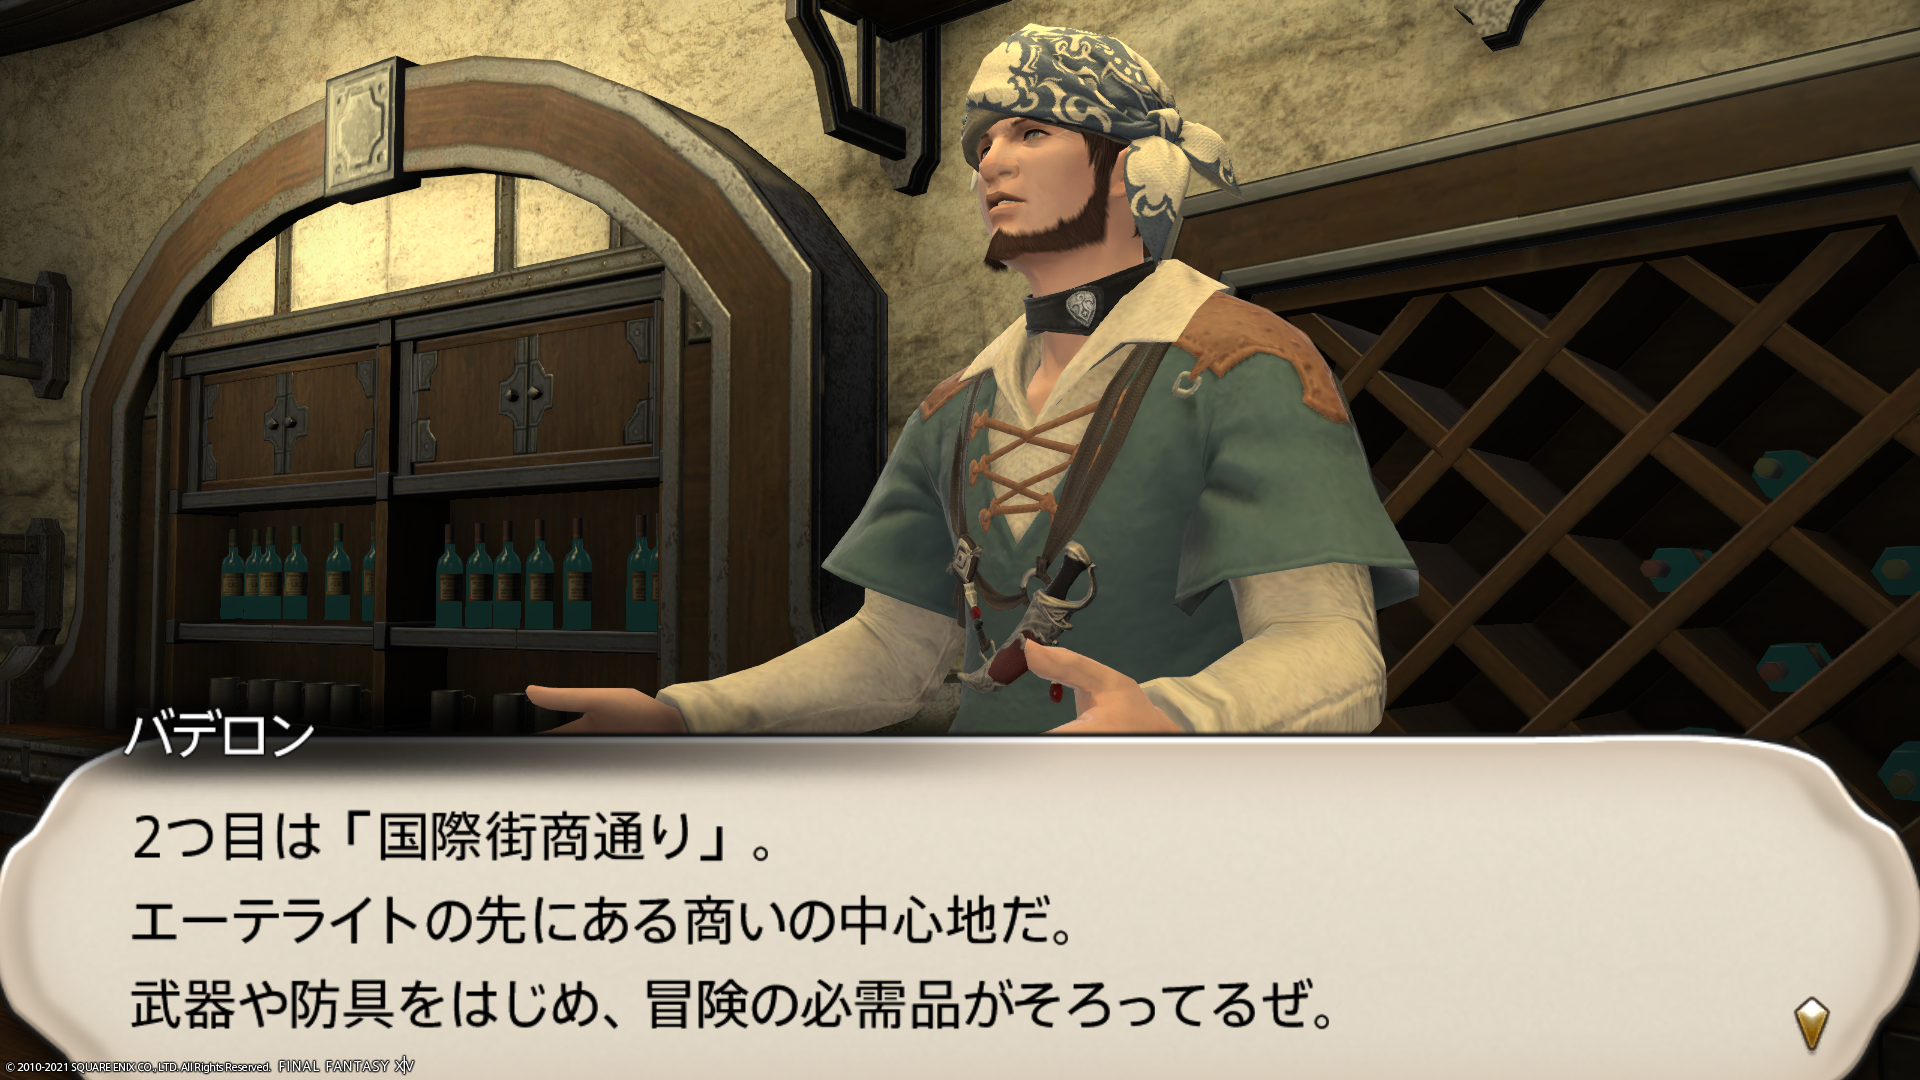 バデロン
2つ目は「国際街商通り」。
エーテライトの先にある商いの中心地だ。
武器や防具をはじめ、冒険の必需品がそろってるぜ。
© 2010-2021 SQUARE ENIX CO., LTD. All Rights Reserved. FINAL FANTASY XIV